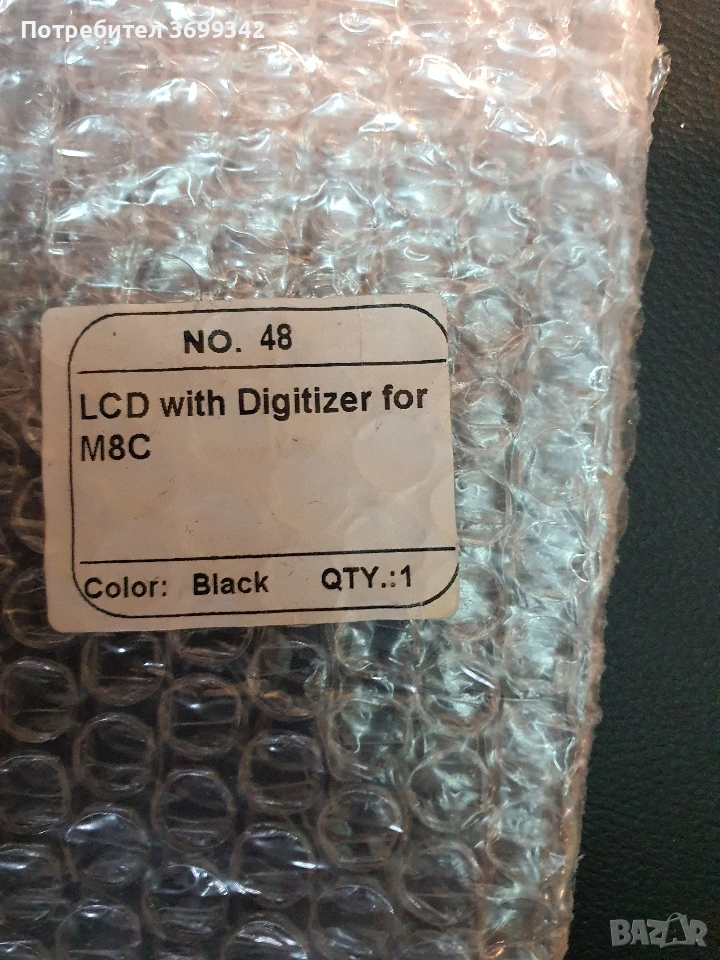 Потребител 3699342
NO. 48
LCD with Digitizer for
M8C
Color: Black QTY.:1
BAZAR